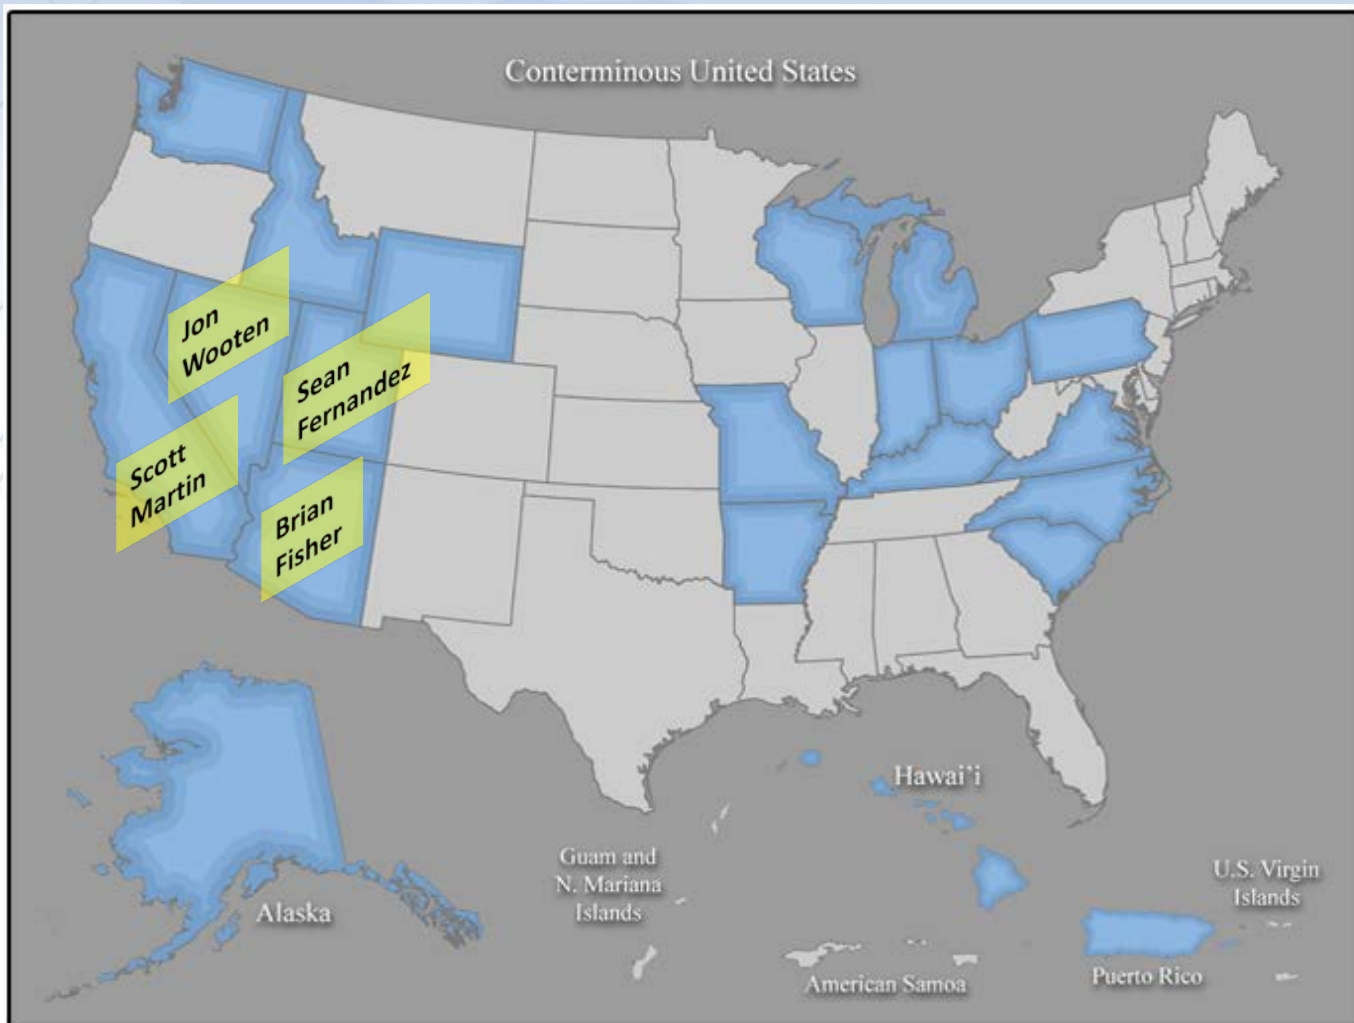 Conterminous United States
Jon
Wooten
Sean
Fernandez
Scott
Martin
Brian
Fisher
Hawai'i
Guam and
N. Mariana
Islands
U.S. Virgin
Islands
Alaska
American Samoa
Puerto Rico